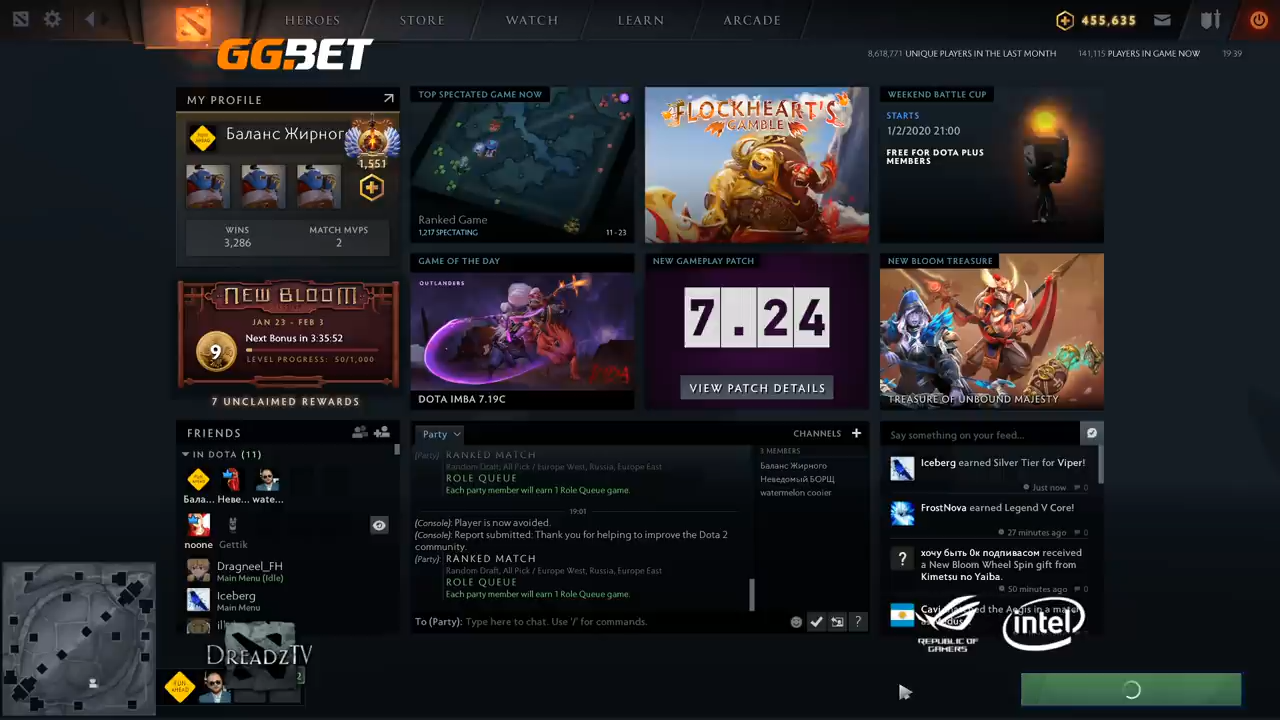 HEROES
STORE
WATCH
LEARN
ARCADE
455,635
GG.BET
8,618,771 UNIQUE PLAYERS IN THE LAST MONTH
141,115 PLAYERS IN GAME NOW
19:39
MY PROFILE
Баланс Жирног
1,551
WINS
3,286
MATCH MVPS
2
NEW BLOOM
JAN 23 - FEB 3
Next Bonus in 3:35:52
9
LEVEL PROGRESS: 50/1,000
7 UNCLAIMED REWARDS
TOP SPECTATED GAME NOW
Ranked Game
1,217 SPECTATING
11 - 23
FLOCKHEART'S
GAMBLE
WEEKEND BATTLE CUP
STARTS
1/2/2020 21:00
FREE FOR DOTA PLUS
MEMBERS
GAME OF THE DAY
OUTLANDERS
DOTA IMBA 7.19C
NEW GAMEPLAY PATCH
7.24
VIEW PATCH DETAILS
NEW BLOOM TREASURE
TREASURE OF UNBOUND MAJESTY
FRIENDS
IN DOTA (11)
Бала...
Неве...
wate...
noone
Gettik
Dragneel_FH
Main Menu (Idle)
Iceberg
Main Menu
DREADZTV
Party
CHANNELS
(Party): RANKED MATCH
Random Draft, All Pick / Europe West, Russia, Europe East
ROLE QUEUE
Each party member will earn 1 Role Queue game.
19:01
(Console): Player is now avoided.
(Console): Report submitted: Thank you for helping to improve the Dota 2
community.
(Party): RANKED MATCH
Random Draft, All Pick / Europe West, Russia, Europe East
ROLE QUEUE
Each party member will earn 1 Role Queue game.
To (Party): Type here to chat. Use '/' for commands.
3 MEMBERS
Баланс Жирного
Неведомый БОРЩ
watermelon cooler
Say something on your feed...
Iceberg earned Silver Tier for Viper!
Just now
0
FrostNova earned Legend V Core!
27 minutes ago
0
хочу быть 0к подпивасом received
a New Bloom Wheel Spin gift from
Kimetsu no Yaiba.
50 minutes ago
0
REPUBLIC OF
GAMERS
intel